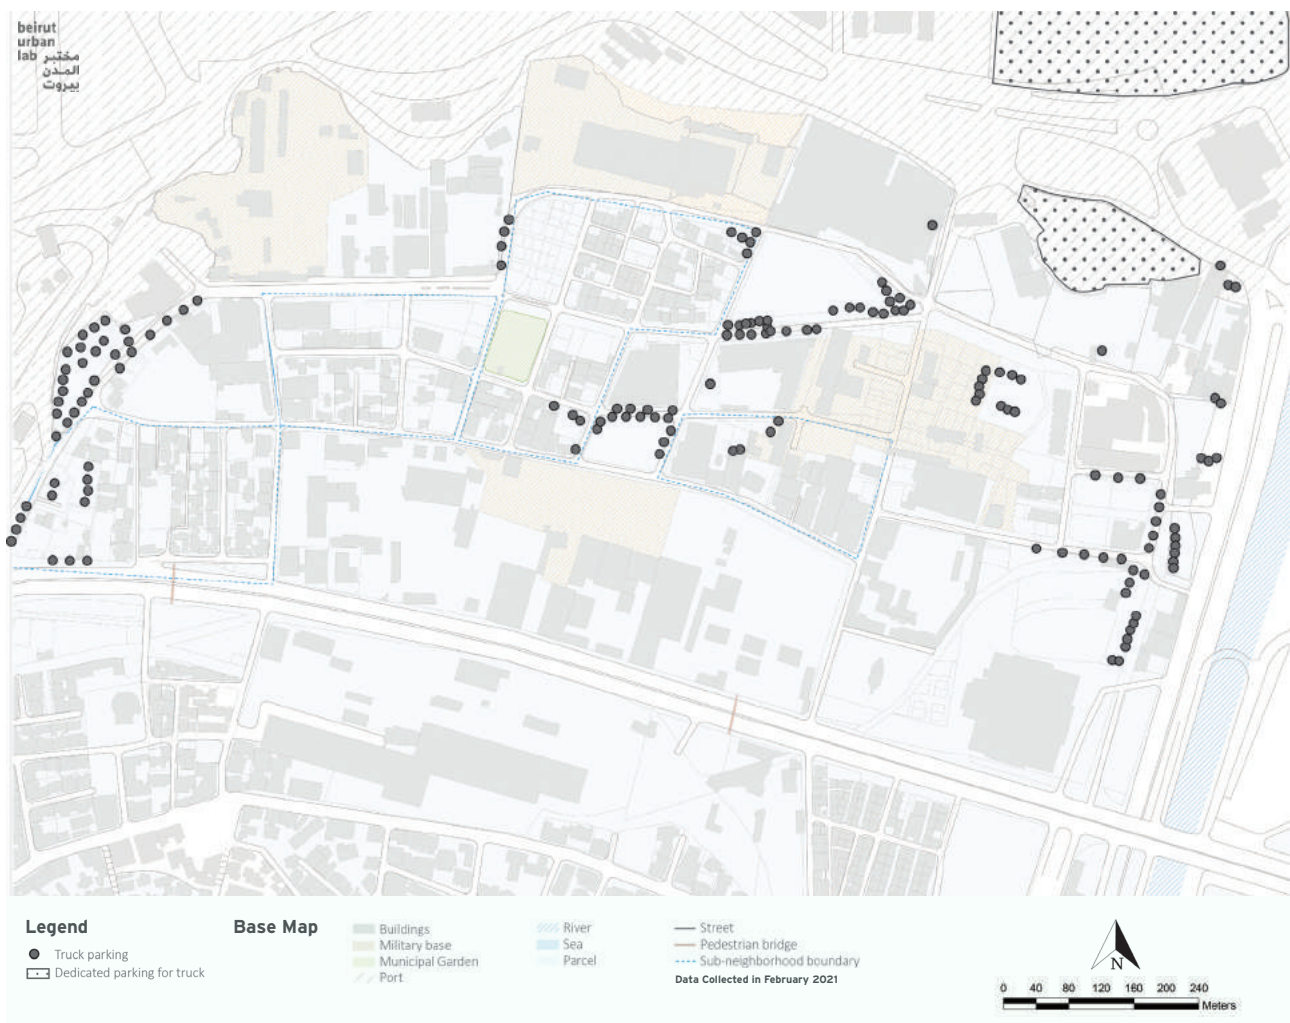 beirut
urban
lab مختبر
المدن
بيروت
Legend
Truck parking
Dedicated parking for truck
Base Map
Buildings
Military base
Municipal Garden
Port
River
Sea
Parcel
Street
Pedestrian bridge
Sub-neighborhood boundary
Data Collected in February 2021
N
0 40 80 120 160 200 240
Meters